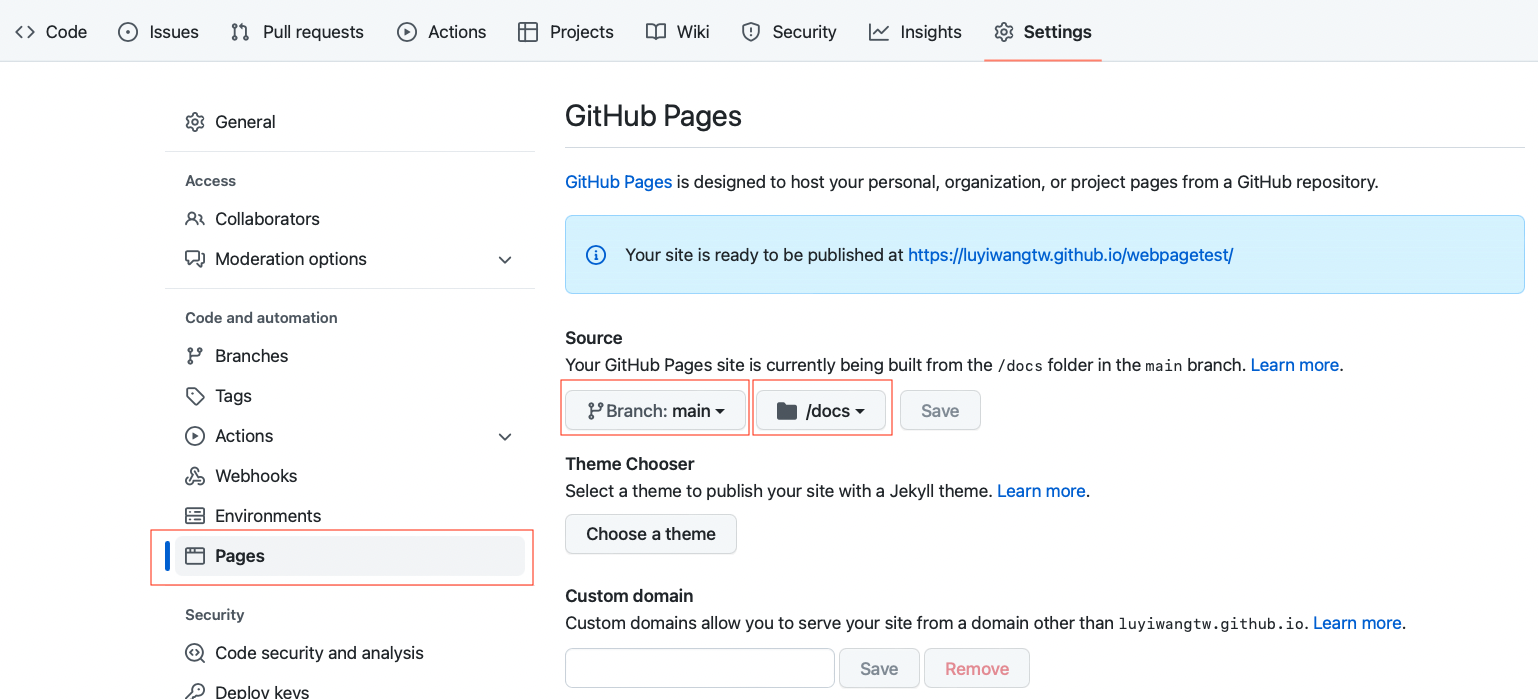 Code Issues Pull requests Actions Projects Wiki Security Insights Settings
General
Access
Collaborators
Moderation options
Code and automation
Branches
Tags
Actions
Webhooks
Environments
Pages
Security
Code security and analysis
Deploy keys
GitHub Pages
GitHub Pages is designed to host your personal, organization, or project pages from a GitHub repository.
Your site is ready to be published at https://luyiwangtw.github.io/webpagetest/
Source
Your GitHub Pages site is currently being built from the /docs folder in the main branch. Learn more.
Branch: main /docs Save
Theme Chooser
Select a theme to publish your site with a Jekyll theme. Learn more.
Choose a theme
Custom domain
Custom domains allow you to serve your site from a domain other than luyiwangtw.github.io. Learn more.
Save Remove